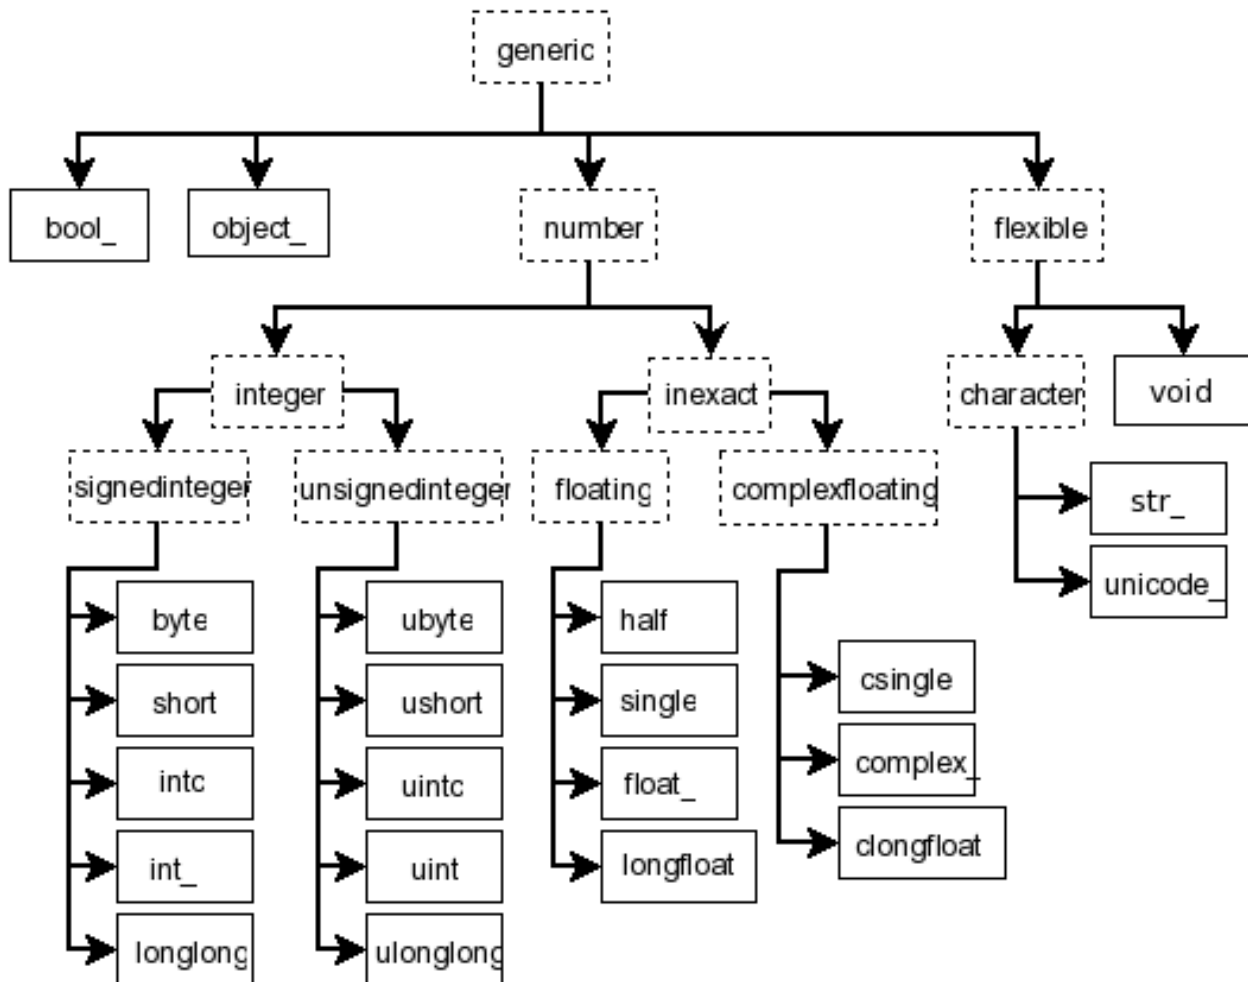 generic
bool_
object_
number
flexible
integer
inexact
character
void
signedinteger
unsignedinteger
floating
complexfloating
str_
unicode_
byte
ubyte
half
csingle
short
ushort
single
complex_
intc
uintc
float_
clongfloat
int_
uint
longfloat
longlong
ulonglong